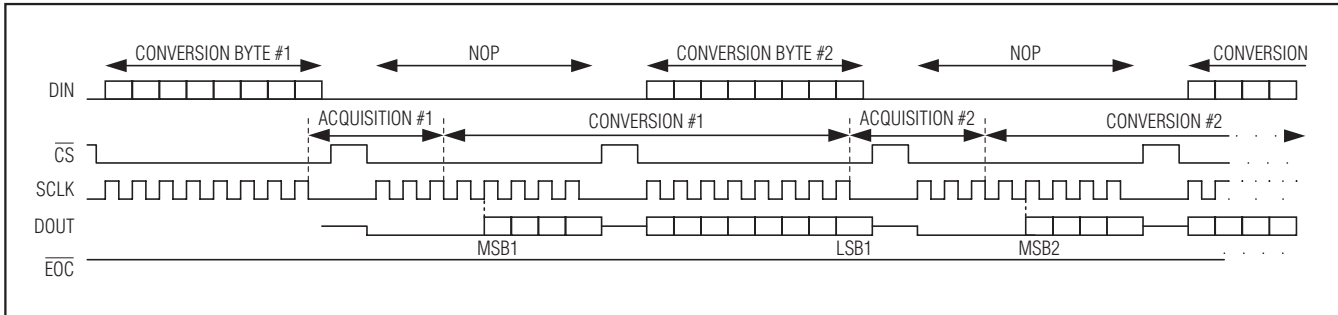 CONVERSION BYTE #1 NOP CONVERSION BYTE #2 NOP CONVERSION
DIN
ACQUISITION #1 CONVERSION #1 ACQUISITION #2 CONVERSION #2
CS
SCLK
DOUT
MSB1 LSB1 MSB2
EOC